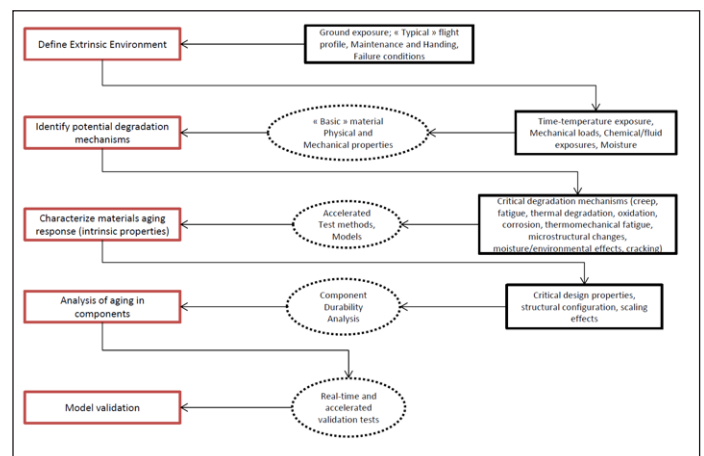 Define Extrinsic Environment
Ground exposure; « Typical » flight
profile, Maintenance and Handing,
Failure conditions
Identify potential degradation
mechanisms
« Basic » material
Physical and
Mechanical properties
Time-temperature exposure,
Mechanical loads, Chemical/fluid
exposures, Moisture
Characterize materials aging
response (intrinsic properties)
Accelerated
Test methods,
Models
Critical degradation mechanisms (creep,
fatigue, thermal degradation, oxidation,
corrosion, thermomechanical fatigue,
microstructural changes,
moisture/environmental effects, cracking)
Analysis of aging in
components
Component
Durability
Analysis
Critical design properties,
structural configuration, scaling
effects
Model validation
Real-time and
accelerated
validation tests